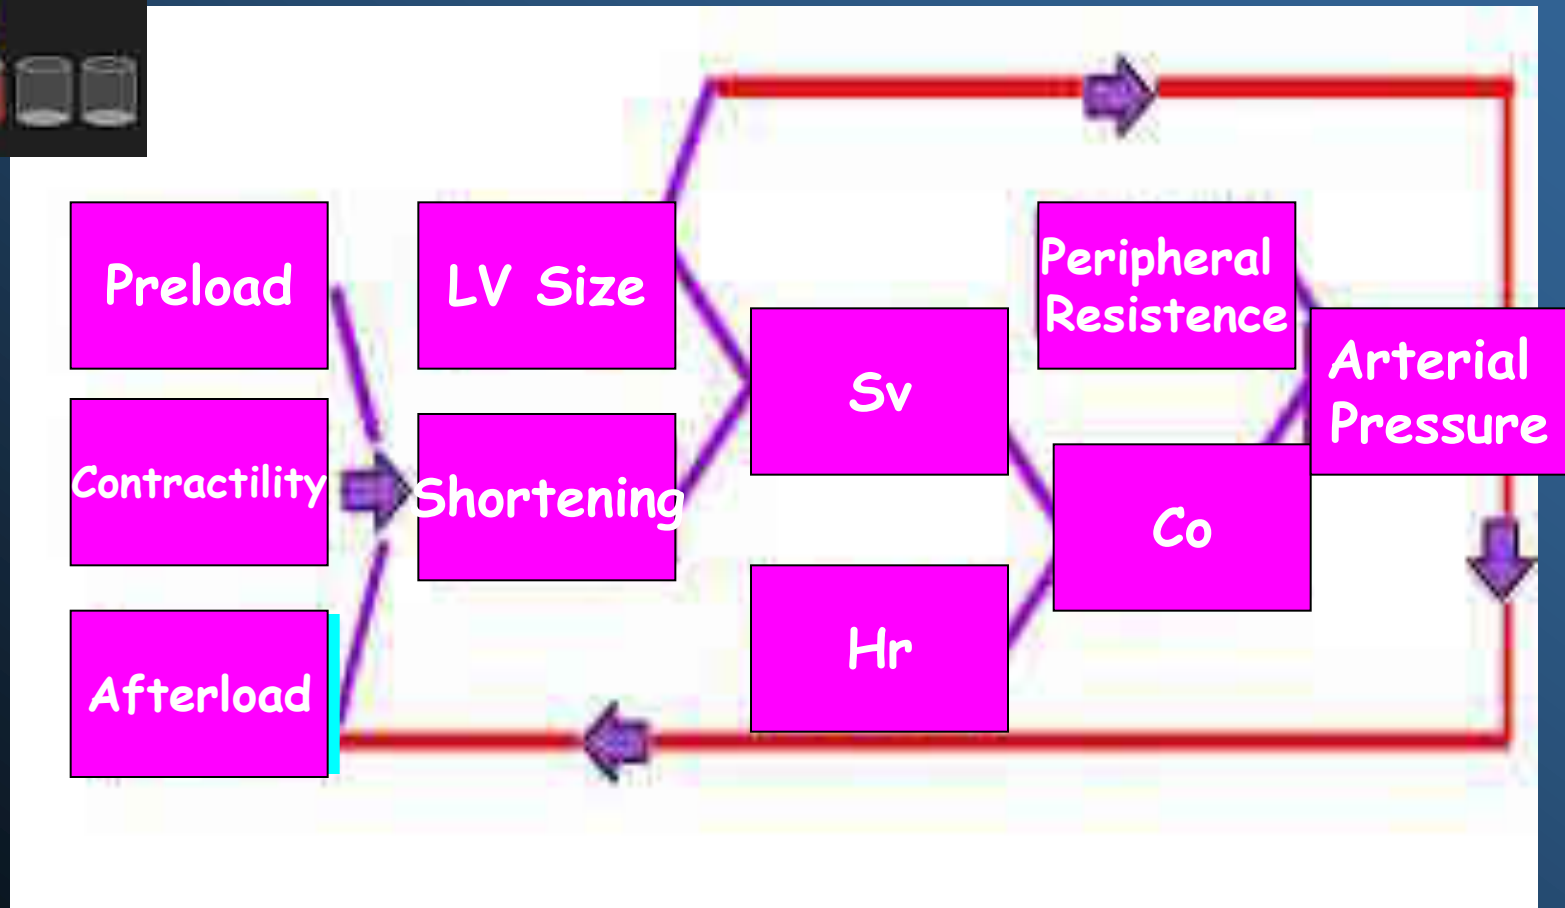 Preload
LV Size
Peripheral
Resistence
Arterial
Pressure
Sv
Contractility
Shortening
Co
Hr
Afterload